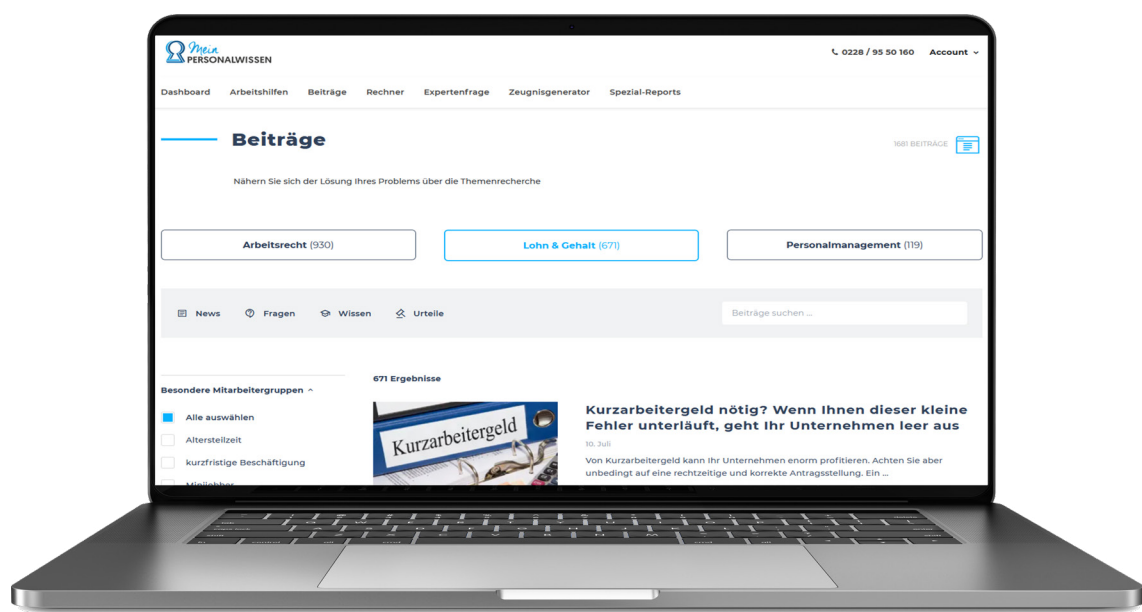 Mein
PERSONALWISSEN
0228 / 95 50 160 Account
Dashboard Arbeitshilfen Beiträge Rechner Expertenfrage Zeugnisgenerator Spezial-Reports
Beiträge
1681 BEITRÄGE
Nähern Sie sich der Lösung Ihres Problems über die Themenrecherche
Arbeitsrecht (930) Lohn & Gehalt (671) Personalmanagement (119)
News Fragen Wissen Urteile Beiträge suchen ...
671 Ergebnisse
Besondere Mitarbeitergruppen
Alle auswählen
Altersteilzeit
kurzfristige Beschäftigung
Minijobber
Kurzarbeitergeld
Kurzarbeitergeld nötig? Wenn Ihnen dieser kleine
Fehler unterläuft, geht Ihr Unternehmen leer aus
10. Juli
Von Kurzarbeitergeld kann Ihr Unternehmen enorm profitieren. Achten Sie aber
unbedingt auf eine rechtzeitige und korrekte Antragsstellung. Ein ...